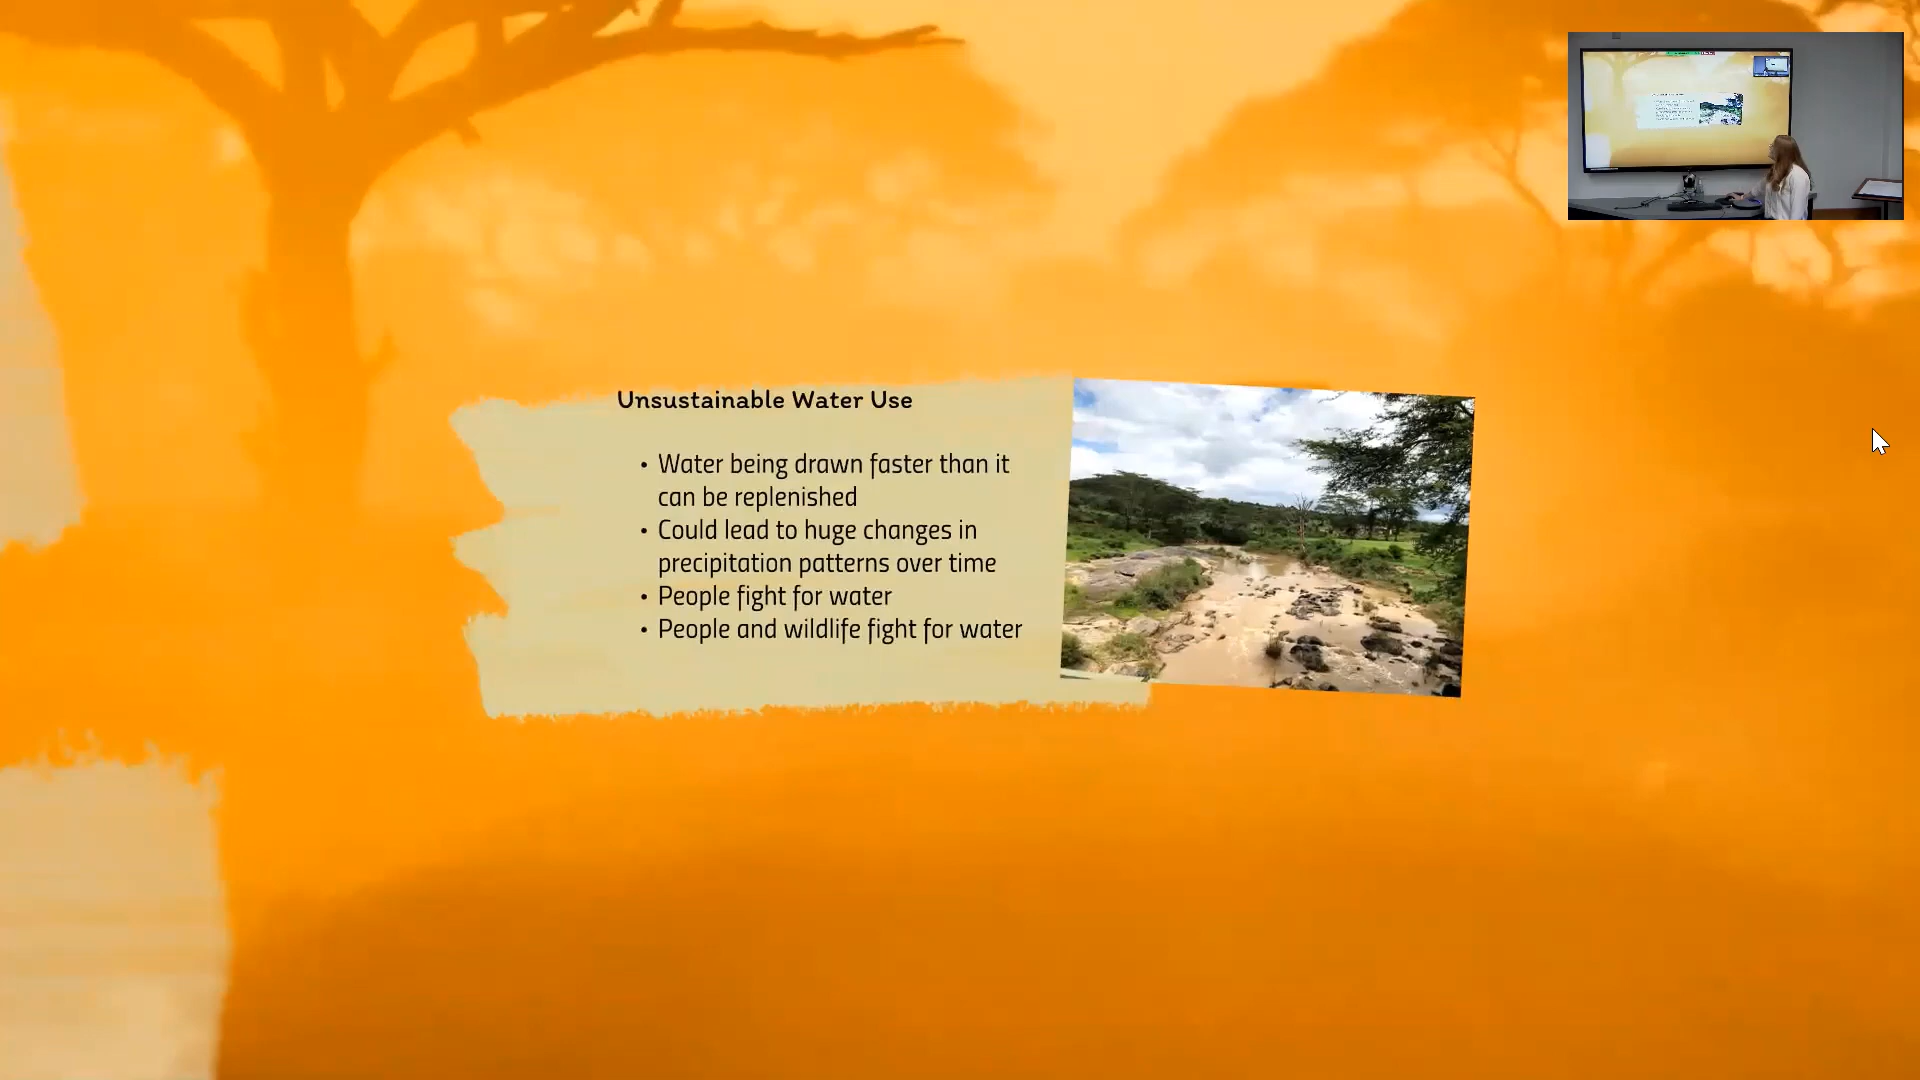 Unsustainable Water Use
• Water being drawn faster than it
can be replenished
• Could lead to huge changes in
precipitation patterns over time
• People fight for water
• People and wildlife fight for water